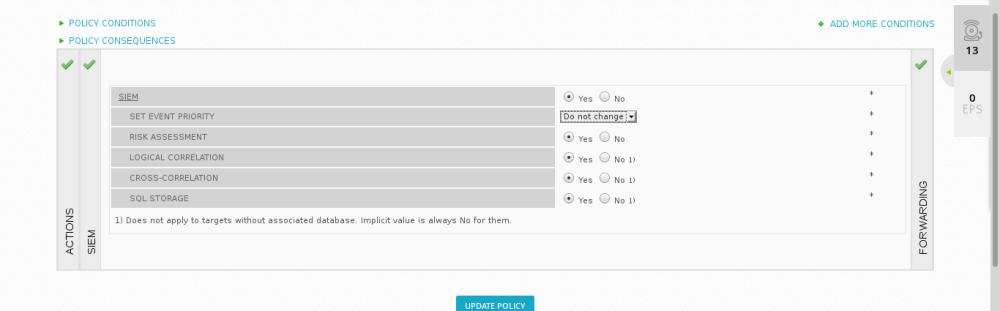 POLICY CONDITIONS
ADD MORE CONDITIONS
POLICY CONSEQUENCES
13
0
EPS
ACTIONS
SIEM
SIEM Yes No *
SET EVENT PRIORITY Do not change *
RISK ASSESSMENT Yes No *
LOGICAL CORRELATION Yes No 1) *
CROSS-CORRELATION Yes No 1) *
SQL STORAGE Yes No 1) *
1) Does not apply to targets without associated database. Implicit value is always No for them.
FORWARDING
UPDATE POLICY